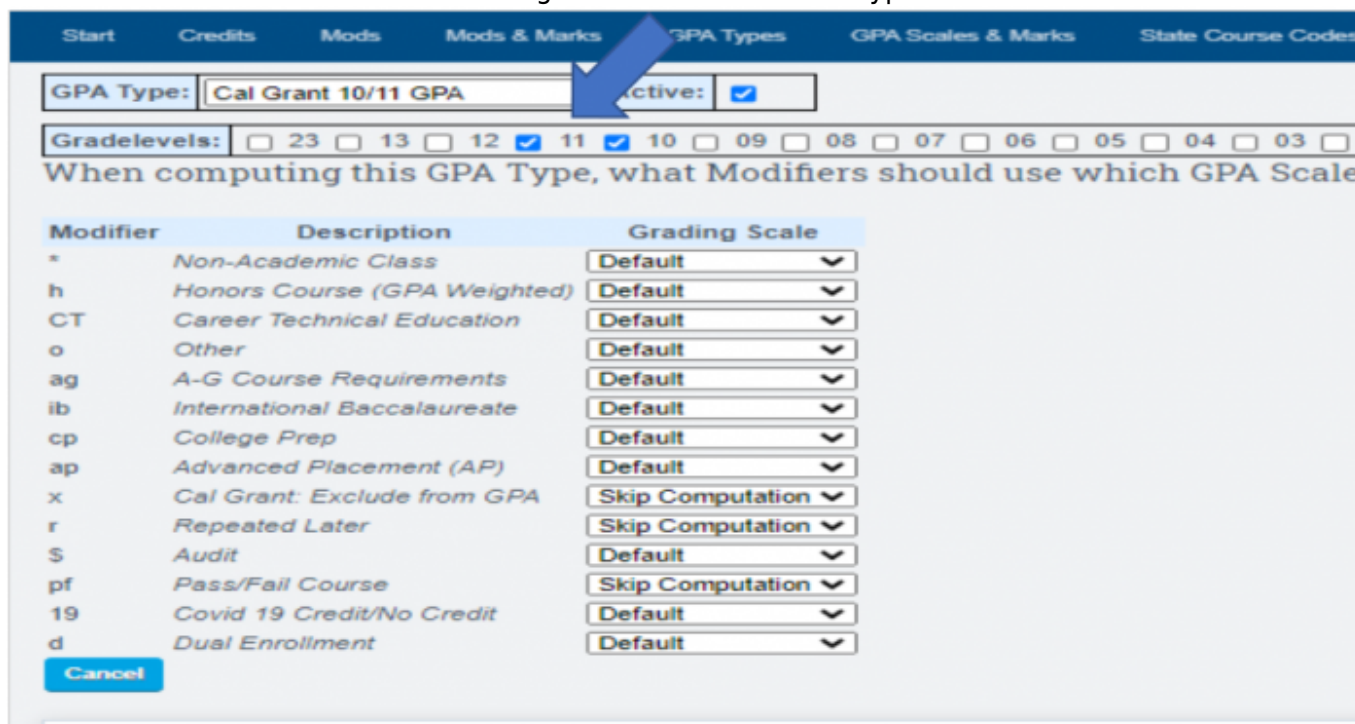 Start Credits Mods Mods & Marks GPA Types GPA Scales & Marks State Course Codes
GPA Type: Cal Grant 10/11 GPA Active:
Gradelevels: 23 13 12 11 10 09 08 07 06 05 04 03
When computing this GPA Type, what Modifiers should use which GPA Scale
Modifier Description Grading Scale
* Non-Academic Class Default
h Honors Course (GPA Weighted) Default
CT Career Technical Education Default
o Other Default
ag A-G Course Requirements Default
ib International Baccalaureate Default
cp College Prep Default
ap Advanced Placement (AP) Default
x Cal Grant: Exclude from GPA Skip Computation
r Repeated Later Skip Computation
$ Audit Default
pf Pass/Fail Course Skip Computation
19 Covid 19 Credit/No Credit Default
d Dual Enrollment Default
Cancel